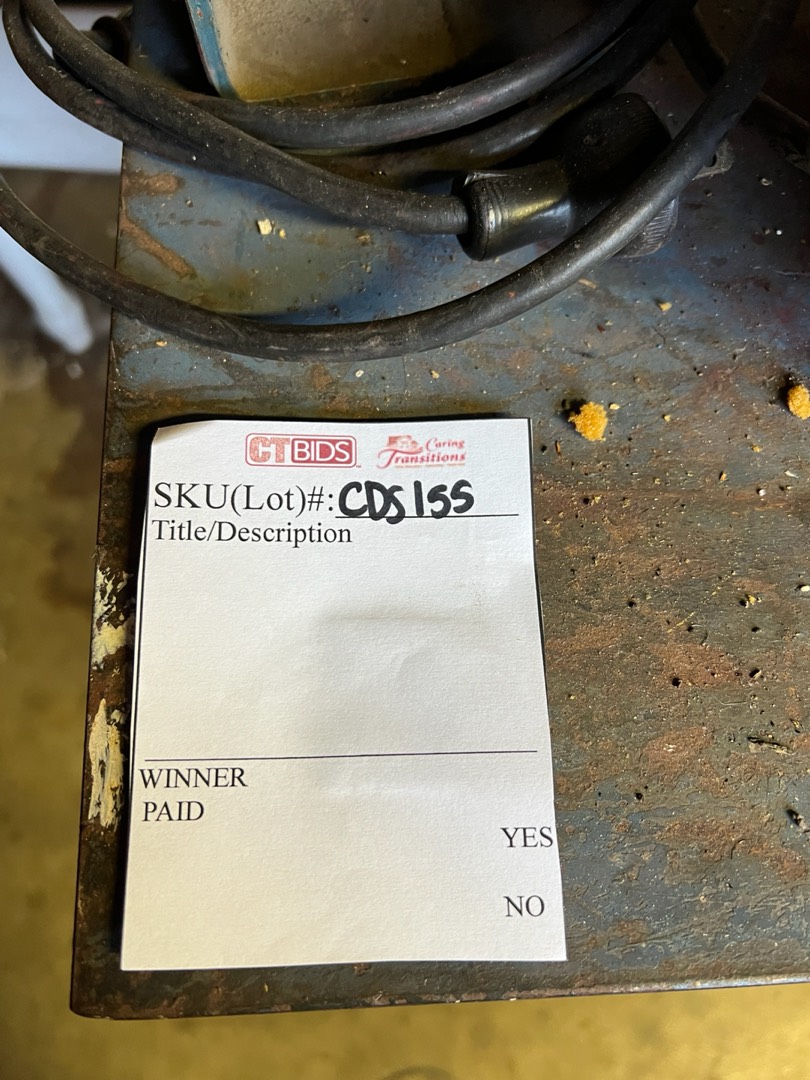 CTBIDS
Caring
Transitions
SKU(Lot)#: CDS155
Title/Description
WINNER
PAID
YES
NO